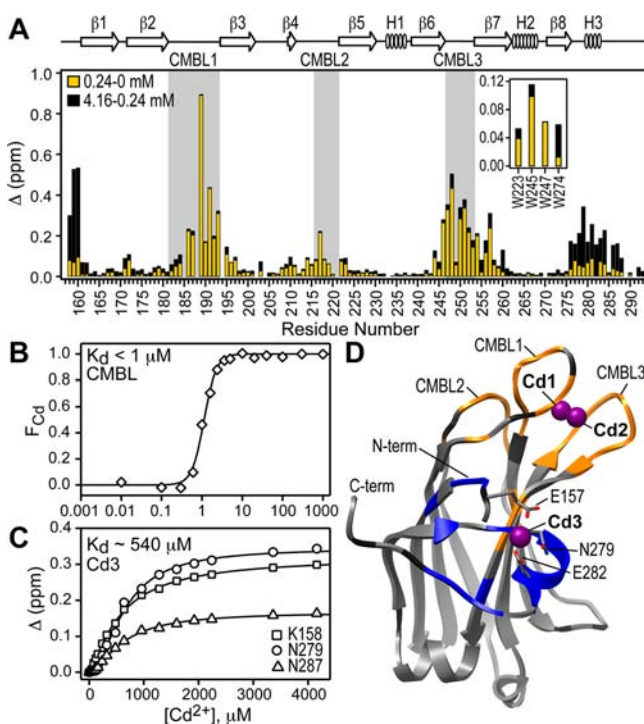 β1 β2 β3 β4 β5 H1 β6 β7 H2 β8 H3
A
CMBL1 CMBL2 CMBL3
1.0
0.8
0.6
0.4
0.2
0.0
Δ (ppm)
0.24-0 mM
4.16-0.24 mM
0.12
0.08
0.04
0.00
W223
W245
W247
W274
160 165 170 175 180 185 190 195 200 205 210 215 220 225 230 235 240 245 250 255 260 265 270 275 280 285 290
Residue Number
B
Kd < 1 μM
CMBL
1.0
0.8
0.6
0.4
0.2
0.0
FCd
0.001 0.01 0.1 1 10 100 1000
C
Kd ~ 540 μM
Cd3
0.4
0.3
0.2
0.1
0.0
Δ (ppm)
K158
N279
N287
0 1000 2000 3000 4000
[Cd2+], μM
D
CMBL1
CMBL3
CMBL2
Cd1
Cd2
N-term
C-term
E157
Cd3
N279
E282